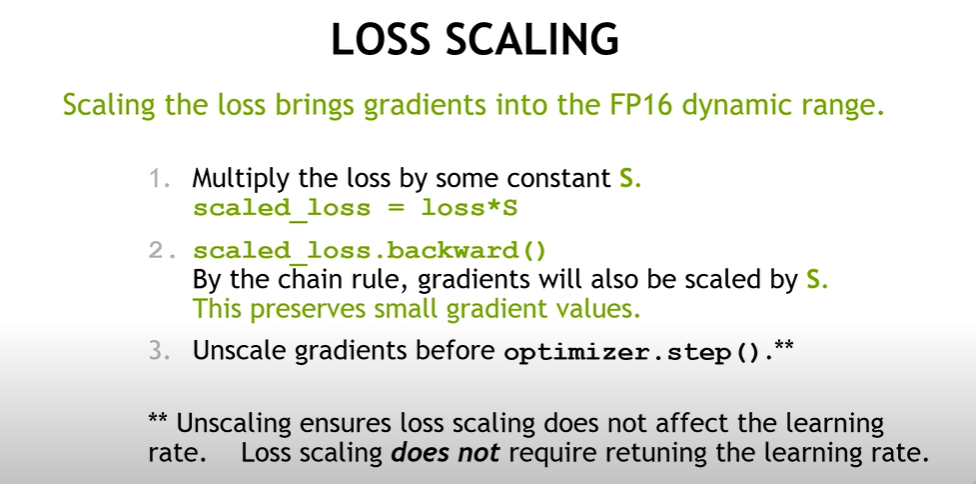 LOSS SCALING
Scaling the loss brings gradients into the FP16 dynamic range.
1. Multiply the loss by some constant S.
scaled_loss = loss*S
2. scaled_loss.backward()
By the chain rule, gradients will also be scaled by S.
This preserves small gradient values.
3. Unscale gradients before optimizer.step().**
** Unscaling ensures loss scaling does not affect the learning
rate. Loss scaling does not require retuning the learning rate.